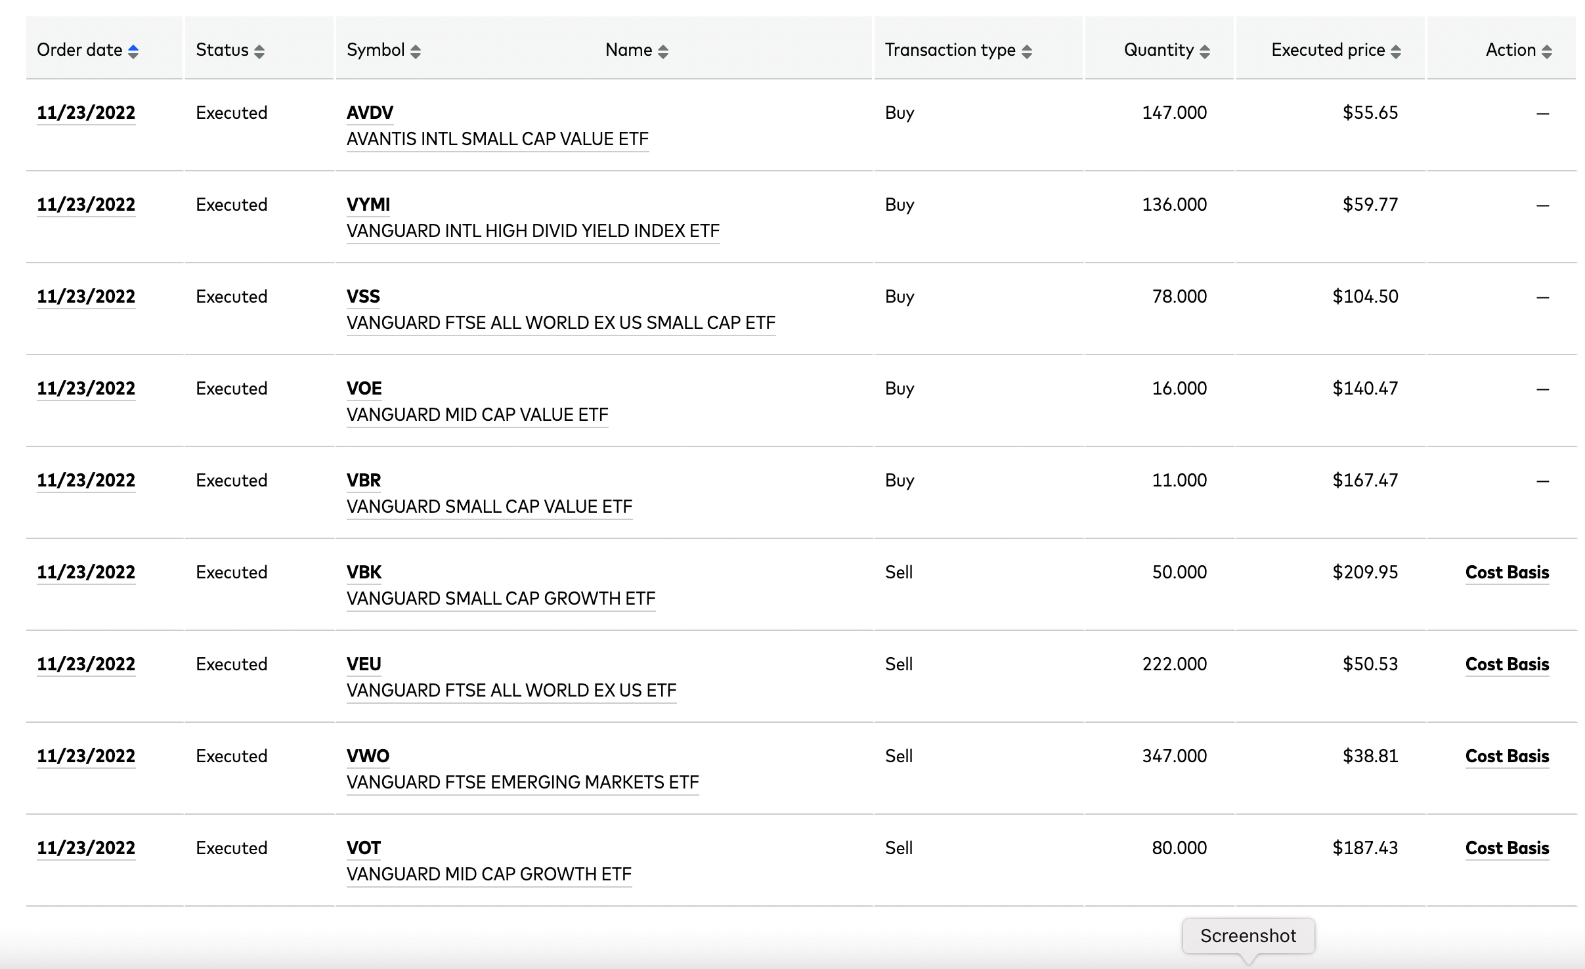 Order date Status Symbol Name Transaction type Quantity Executed price Action
11/23/2022 Executed AVDV Buy 147.000 $55.65 —
AVANTIS INTL SMALL CAP VALUE ETF
11/23/2022 Executed VYMI Buy 136.000 $59.77 —
VANGUARD INTL HIGH DIVID YIELD INDEX ETF
11/23/2022 Executed VSS Buy 78.000 $104.50 —
VANGUARD FTSE ALL WORLD EX US SMALL CAP ETF
11/23/2022 Executed VOE Buy 16.000 $140.47 —
VANGUARD MID CAP VALUE ETF
11/23/2022 Executed VBR Buy 11.000 $167.47 —
VANGUARD SMALL CAP VALUE ETF
11/23/2022 Executed VBK Sell 50.000 $209.95 Cost Basis
VANGUARD SMALL CAP GROWTH ETF
11/23/2022 Executed VEU Sell 222.000 $50.53 Cost Basis
VANGUARD FTSE ALL WORLD EX US ETF
11/23/2022 Executed VWO Sell 347.000 $38.81 Cost Basis
VANGUARD FTSE EMERGING MARKETS ETF
11/23/2022 Executed VOT Sell 80.000 $187.43 Cost Basis
VANGUARD MID CAP GROWTH ETF
Screenshot